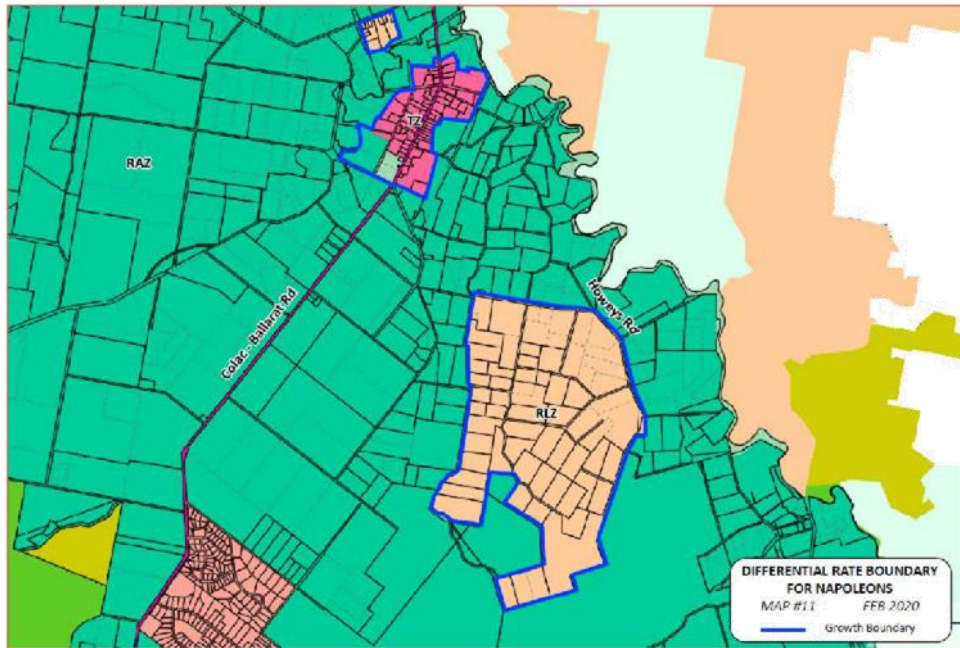 TZ
RAZ
Howeys Rd
Colac - Ballarat Rd
RLZ
DIFFERENTIAL RATE BOUNDARY
FOR NAPOLEONS
MAP #11 FEB 2020
Growth Boundary